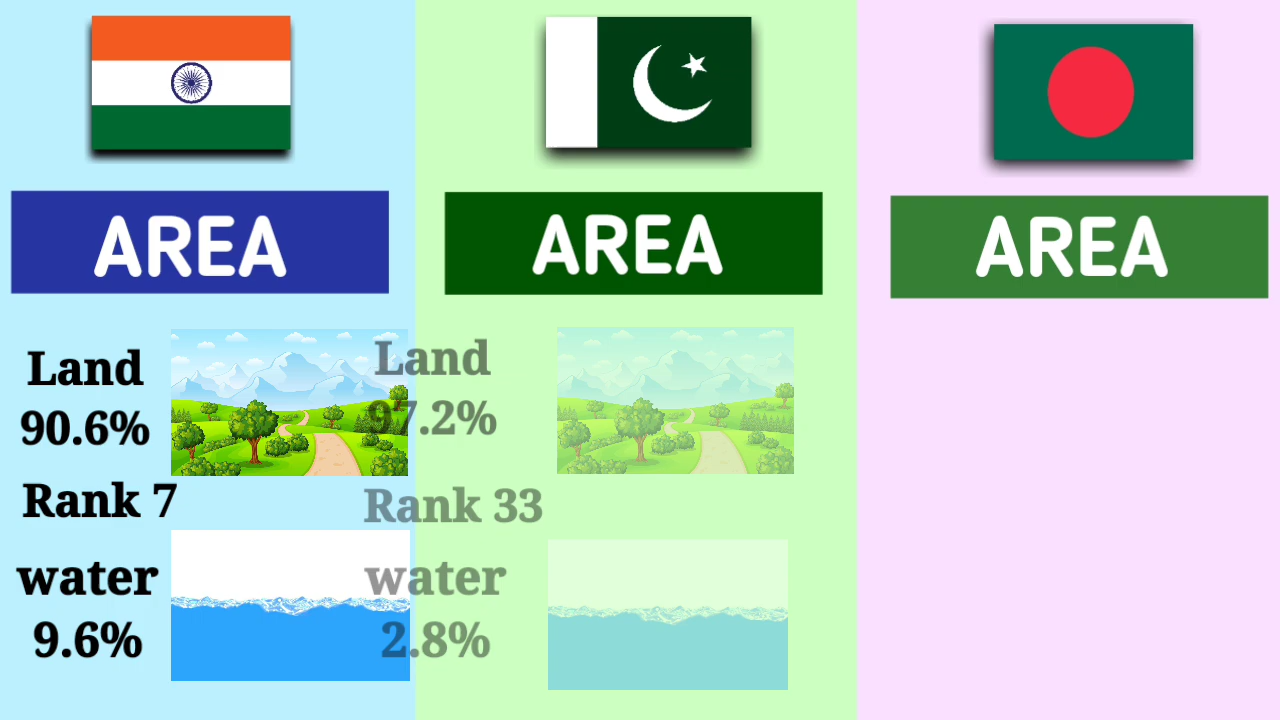 AREA
Land
90.6%
Rank 7
water
9.6%
AREA
Land
97.2%
Rank 33
water
2.8%
AREA